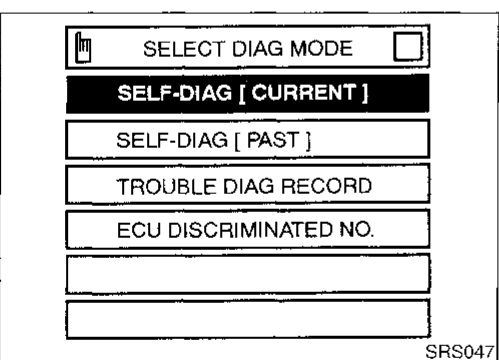 SELECT DIAG MODE
SELF-DIAG [ CURRENT ]
SELF-DIAG [ PAST ]
TROUBLE DIAG RECORD
ECU DISCRIMINATED NO.
SRS047